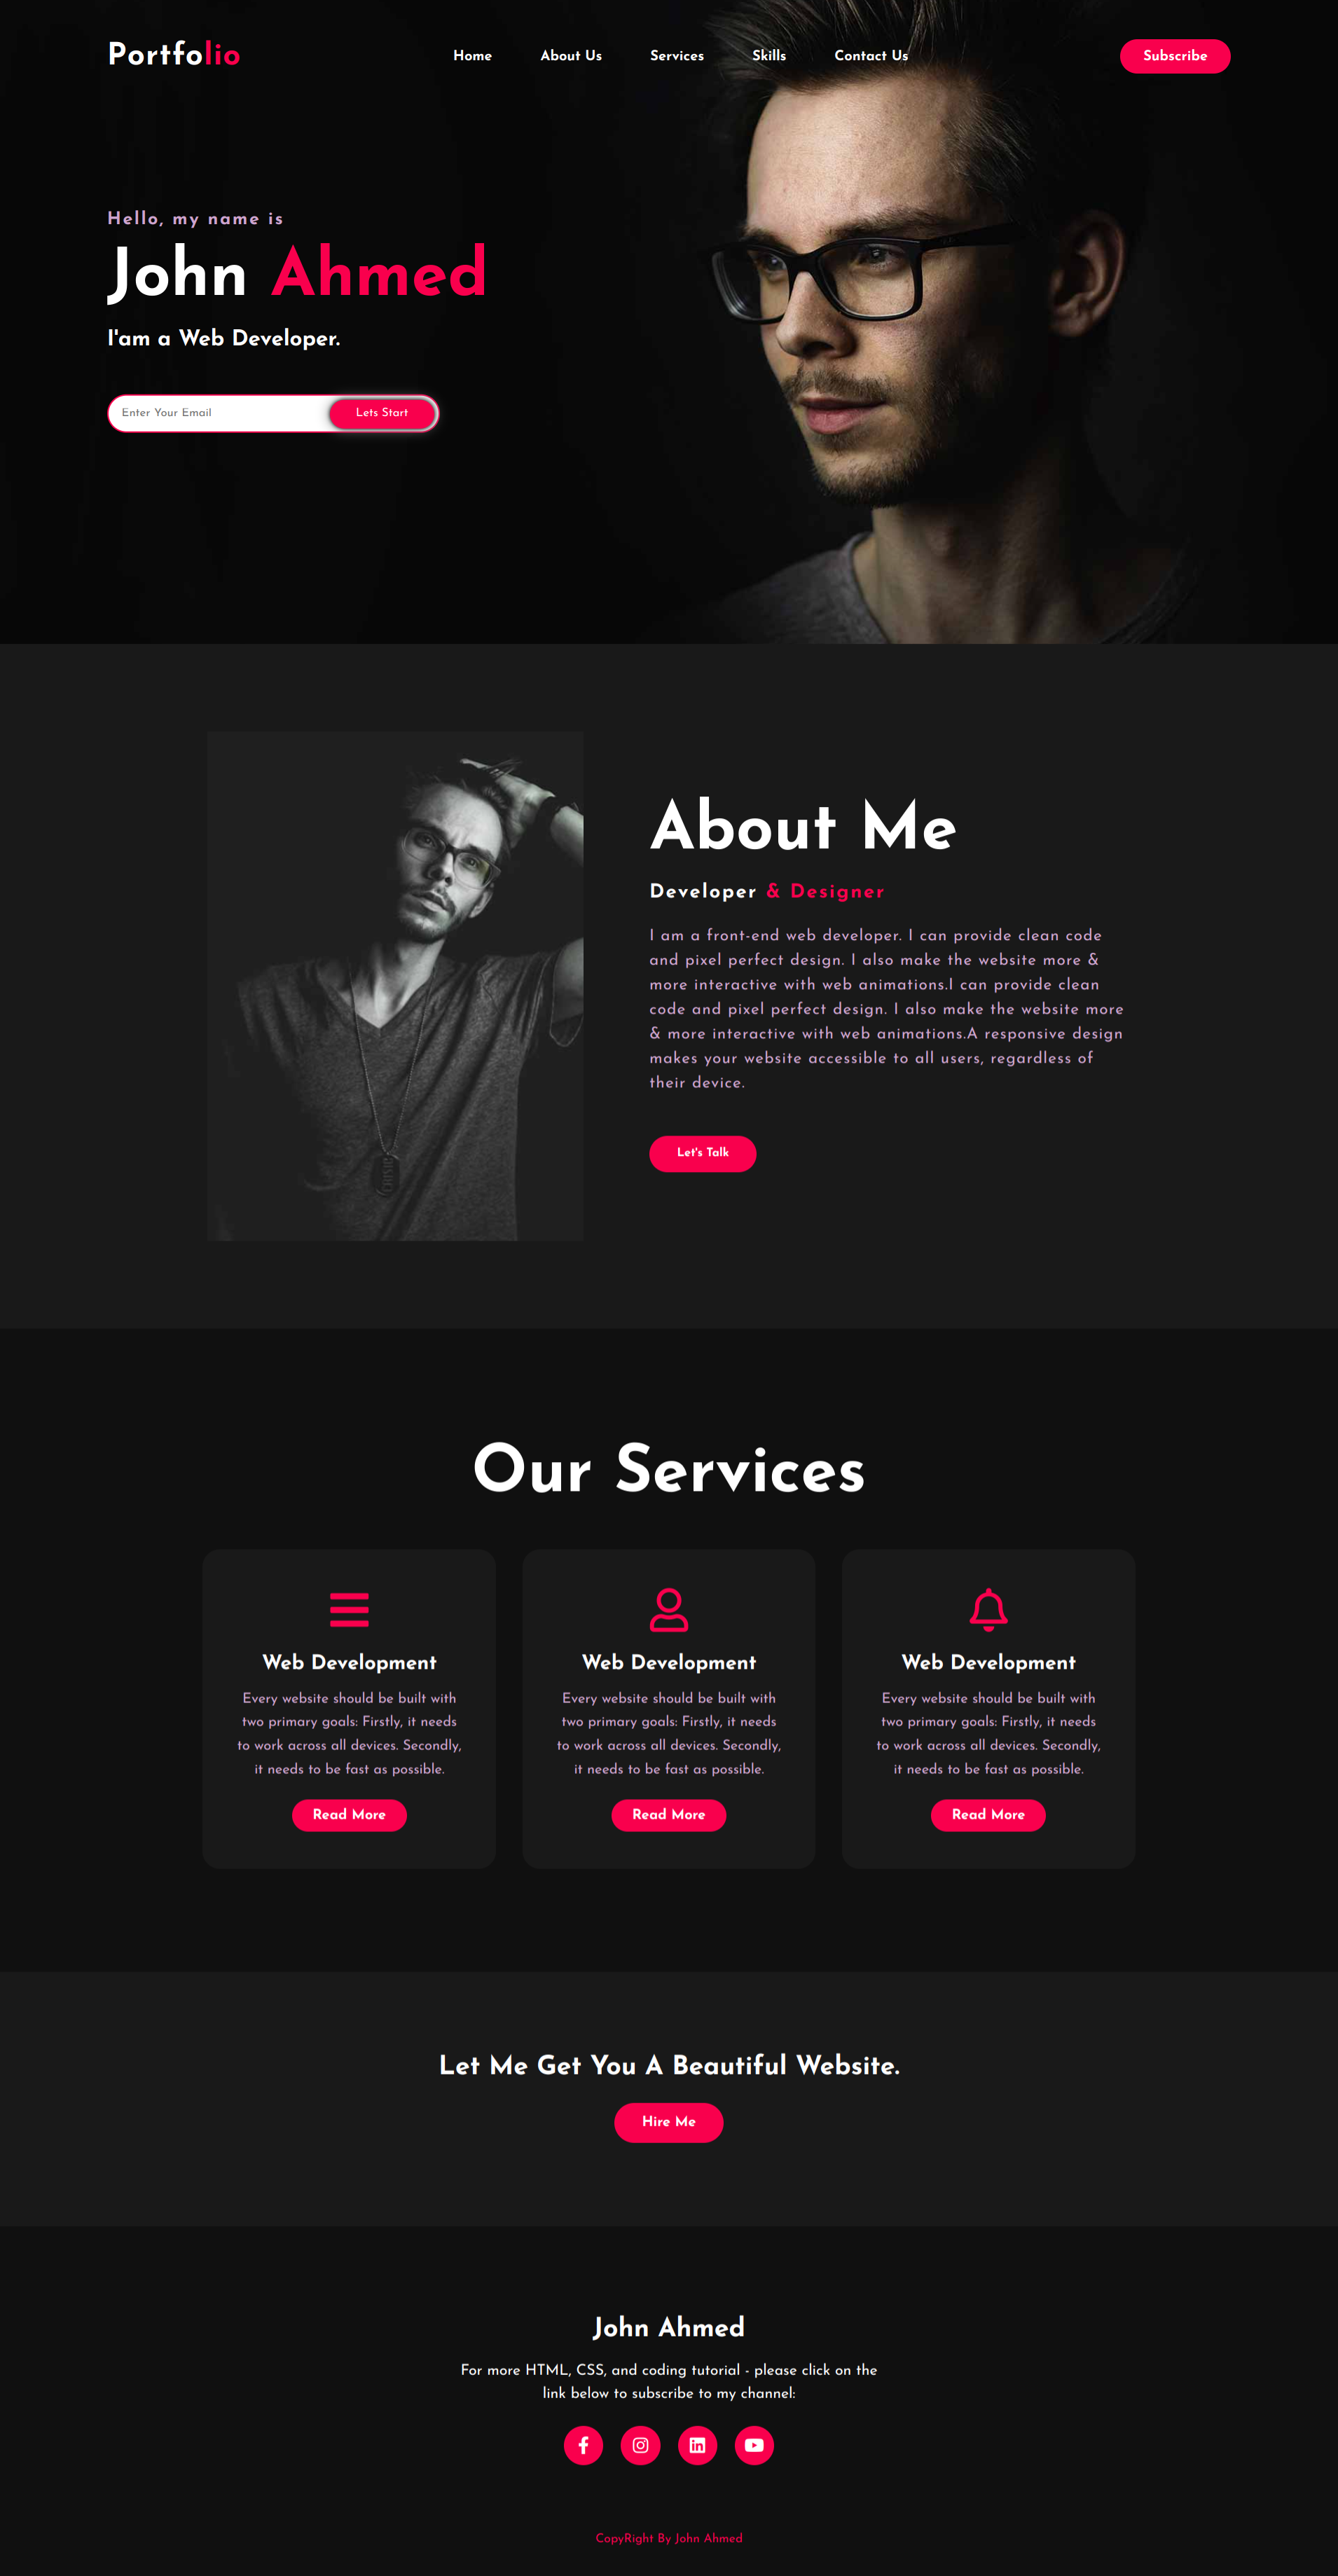 Portfolio
Home About Us Services Skills Contact Us
Subscribe
Hello, my name is
John Ahmed
I'am a Web Developer.
Enter Your Email
Lets Start
About Me
Developer & Designer
I am a front-end web developer. I can provide clean code
and pixel perfect design. I also make the website more &
more interactive with web animations.I can provide clean
code and pixel perfect design. I also make the website more
& more interactive with web animations.A responsive design
makes your website accessible to all users, regardless of
their device.
Let's Talk
Our Services
Web Development
Every website should be built with
two primary goals: Firstly, it needs
to work across all devices. Secondly,
it needs to be fast as possible.
Read More
Web Development
Every website should be built with
two primary goals: Firstly, it needs
to work across all devices. Secondly,
it needs to be fast as possible.
Read More
Web Development
Every website should be built with
two primary goals: Firstly, it needs
to work across all devices. Secondly,
it needs to be fast as possible.
Read More
Let Me Get You A Beautiful Website.
Hire Me
John Ahmed
For more HTML, CSS, and coding tutorial - please click on the
link below to subscribe to my channel:
CopyRight By John Ahmed